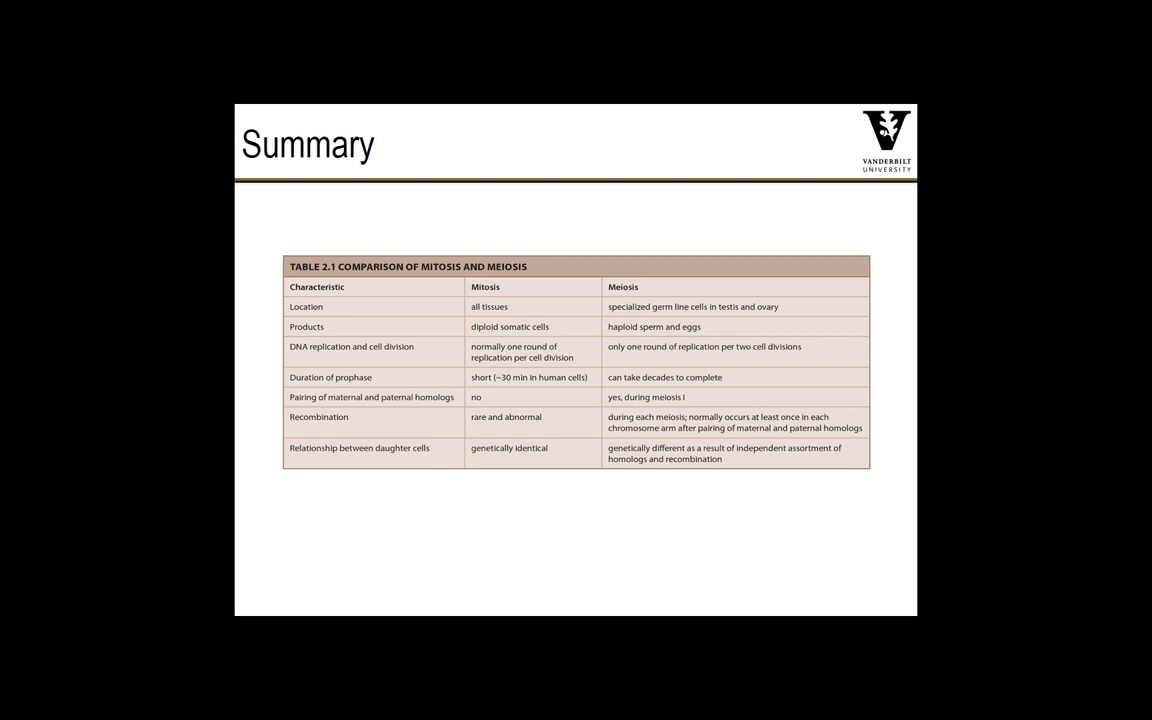 Summary
VANDERBILT
UNIVERSITY
TABLE 2.1 COMPARISON OF MITOSIS AND MEIOSIS
Characteristic Mitosis Meiosis
Location all tissues specialized germ line cells in testis and ovary
Products diploid somatic cells haploid sperm and eggs
DNA replication and cell division normally one round of only one round of replication per two cell divisions
replication per cell division
Duration of prophase short (~30 min in human cells) can take decades to complete
Pairing of maternal and paternal homologs no yes, during meiosis I
Recombination rare and abnormal during each meiosis; normally occurs at least once in each
chromosome arm after pairing of maternal and paternal homologs
Relationship between daughter cells genetically identical genetically different as a result of independent assortment of
homologs and recombination